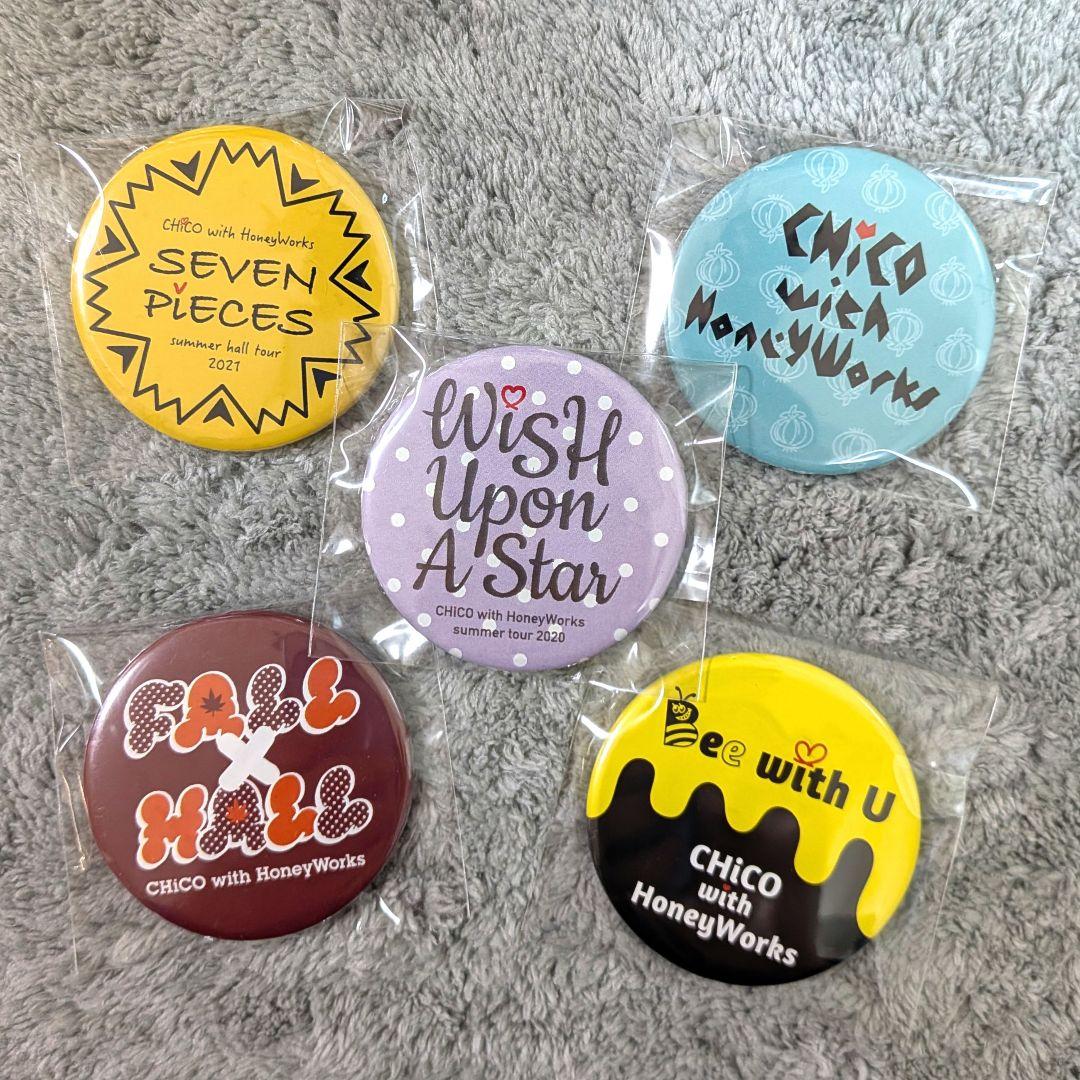 CHiCO with HoneyWorks
SEVEN
PiECES
summer hall tour
2021
CHiCO
with
HoneyWorks
WiSH
Upon
A Star
CHiCO with HoneyWorks
summer tour 2020
FALL
×
HALL
CHiCO with HoneyWorks
Bee with U
CHiCO
with
HoneyWorks